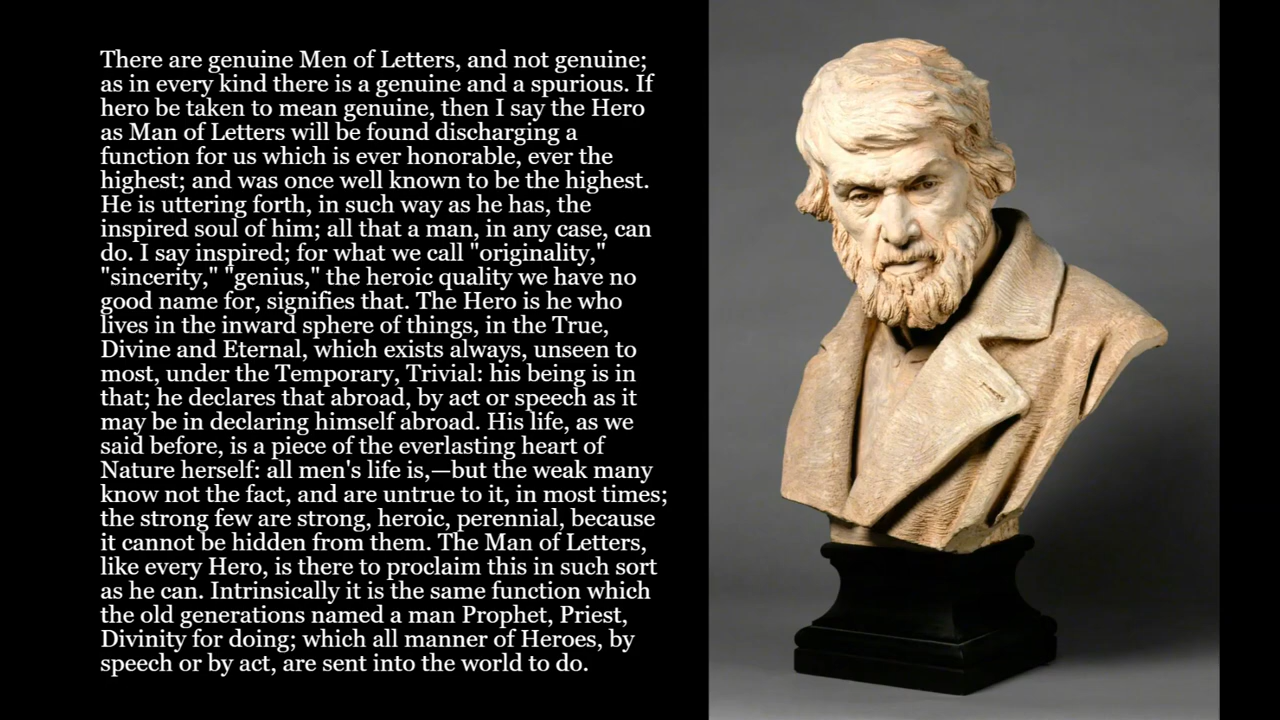 There are genuine Men of Letters, and not genuine;
as in every kind there is a genuine and a spurious. If
hero be taken to mean genuine, then I say the Hero
as Man of Letters will be found discharging a
function for us which is ever honorable, ever the
highest; and was once well known to be the highest.
He is uttering forth, in such way as he has, the
inspired soul of him; all that a man, in any case, can
do. I say inspired; for what we call "originality,"
"sincerity," "genius," the heroic quality we have no
good name for, signifies that. The Hero is he who
lives in the inward sphere of things, in the True,
Divine and Eternal, which exists always, unseen to
most, under the Temporary, Trivial: his being is in
that; he declares that abroad, by act or speech as it
may be in declaring himself abroad. His life, as we
said before, is a piece of the everlasting heart of
Nature herself: all men's life is,—but the weak many
know not the fact, and are untrue to it, in most times;
the strong few are strong, heroic, perennial, because
it cannot be hidden from them. The Man of Letters,
like every Hero, is there to proclaim this in such sort
as he can. Intrinsically it is the same function which
the old generations named a man Prophet, Priest,
Divinity for doing; which all manner of Heroes, by
speech or by act, are sent into the world to do.